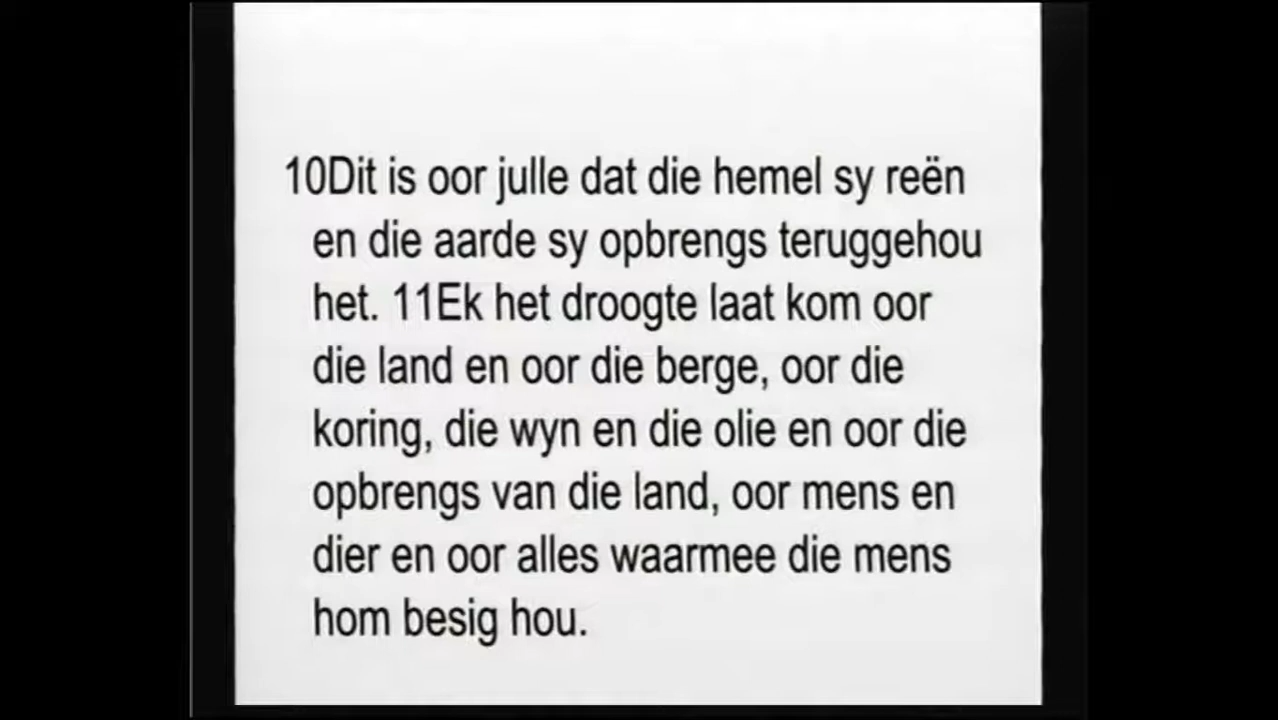 10Dit is oor julle dat die hemel sy reën
en die aarde sy opbrengs teruggehou
het. 11Ek het droogte laat kom oor
die land en oor die berge, oor die
koring, die wyn en die olie en oor die
opbrengs van die land, oor mens en
dier en oor alles waarmee die mens
hom besig hou.